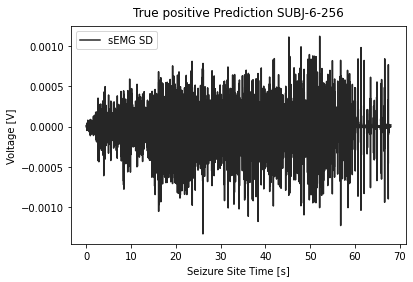 True positive Prediction SUBJ-6-256
sEMG SD
0.0010
0.0005
0.0000
−0.0005
−0.0010
Voltage [V]
0 10 20 30 40 50 60 70
Seizure Site Time [s]